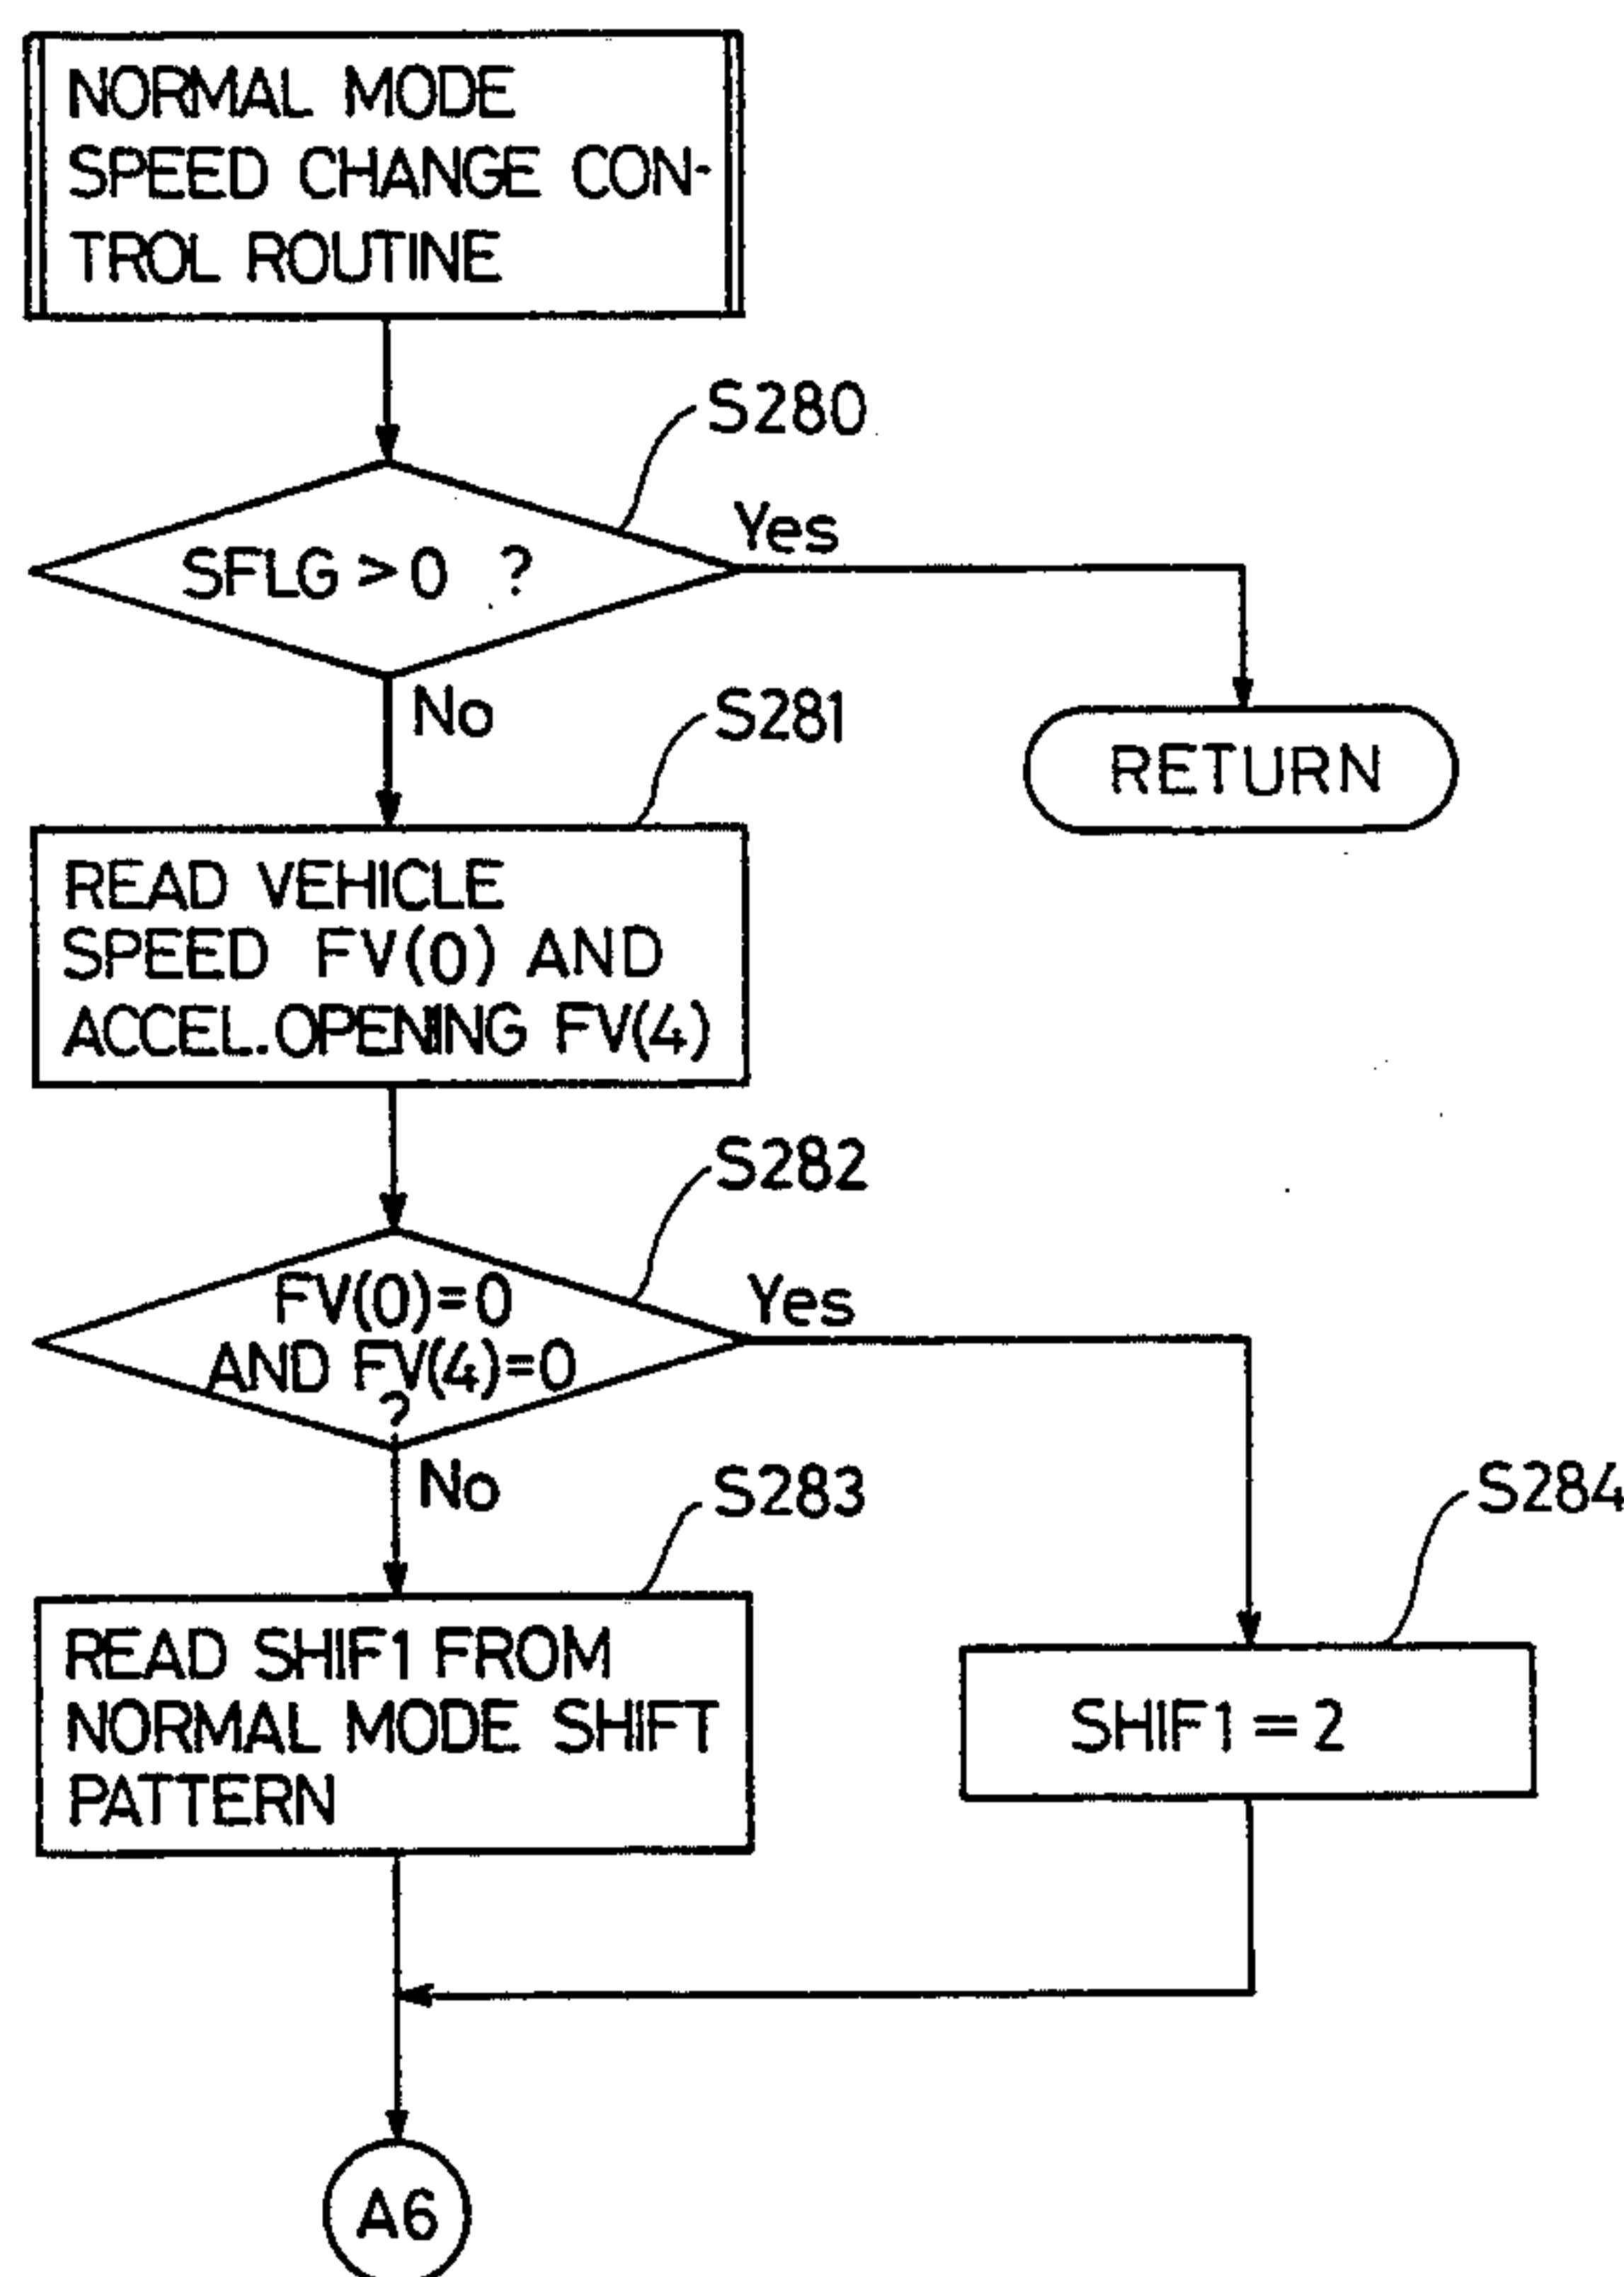 NORMAL MODE
SPEED CHANGE CON-
TROL ROUTINE
S280
SFLG > 0 ?
Yes
No
RETURN
S281
READ VEHICLE
SPEED FV(0) AND
ACCEL.OPENING FV(4)
S282
FV(0)=0
AND FV(4)=0
?
Yes
No
S283
READ SHIF1 FROM
NORMAL MODE SHIFT
PATTERN
S284
SHIF1 = 2
A6